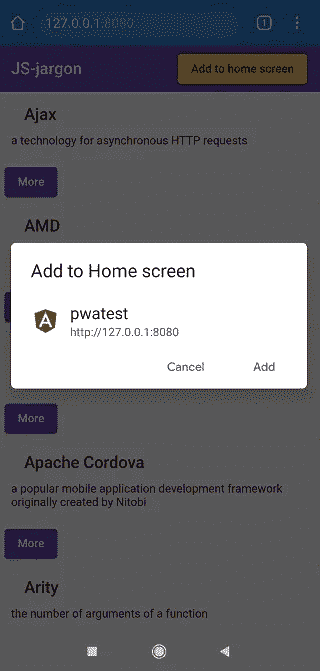 127.0.0.1:8080
1
JS-jargon
Add to home screen
Ajax
a technology for asynchronous HTTP requests
More
AMD
Add to Home screen
A
pwatest
http://127.0.0.1:8080
Cancel Add
More
Apache Cordova
a popular mobile application development framework
originally created by Nitobi
More
Arity
the number of arguments of a function